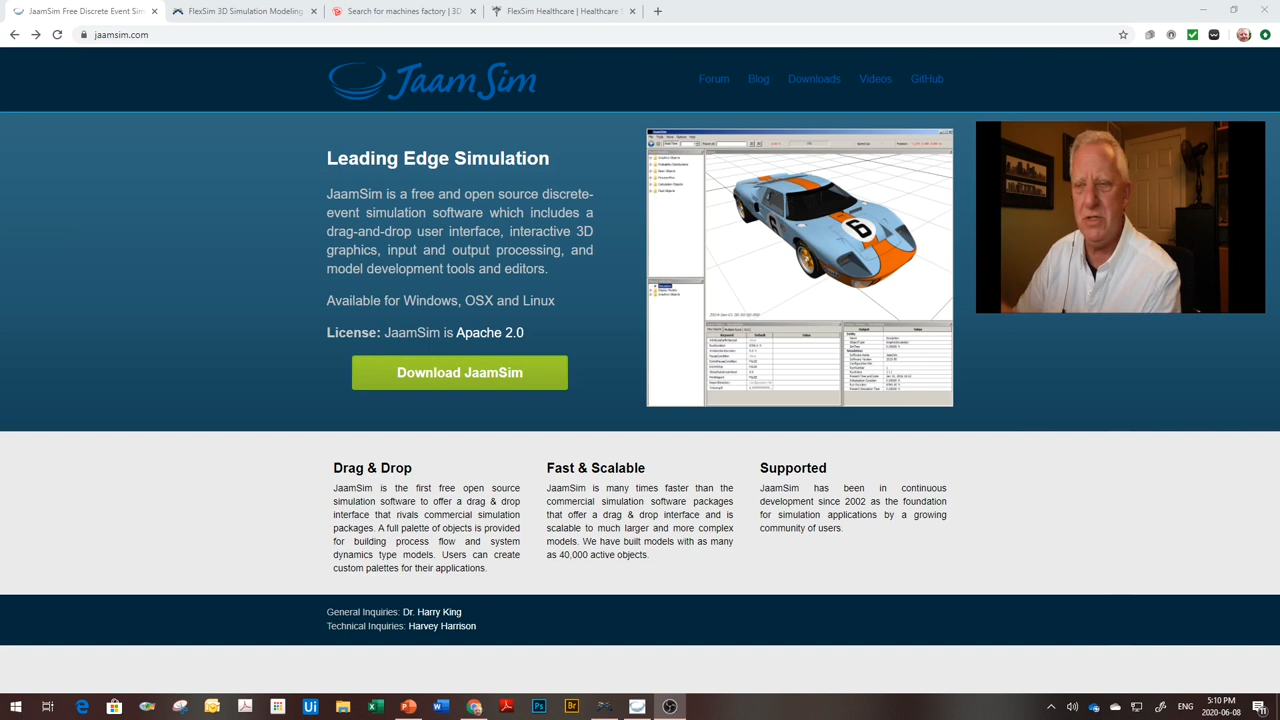 JaamSim Free Discrete Event Sim
FlexSim 3D Simulation Modeling
Search for machines factory | 3D
FlexSim Healthcare | Healthcare
jaamsim.com
JaamSim
Forum Blog Downloads Videos GitHub
Leading Edge Simulation
JaamSim is a free and open source discrete-
event simulation software which includes a
drag-and-drop user interface, interactive 3D
graphics, input and output processing, and
model development tools and editors.
Available for Windows, OSX and Linux
License: JaamSim is Apache 2.0
Download JaamSim
6
Drag & Drop
JaamSim is the first free open source
simulation software to offer a drag & drop
interface that rivals commercial simulation
packages. A full palette of objects is provided
for building process flow and system
dynamics type models. Users can create
custom palettes for their applications.
Fast & Scalable
JaamSim is many times faster than the
commercial simulation software packages
that offer a drag & drop interface and is
scalable to much larger and more complex
models. We have built models with as many
as 40,000 active objects.
Supported
JaamSim has been in continuous
development since 2002 as the foundation
for simulation applications by a growing
community of users.
General Inquiries: Dr. Harry King
Technical Inquiries: Harvey Harrison
ENG
5:10 PM
2020-06-08